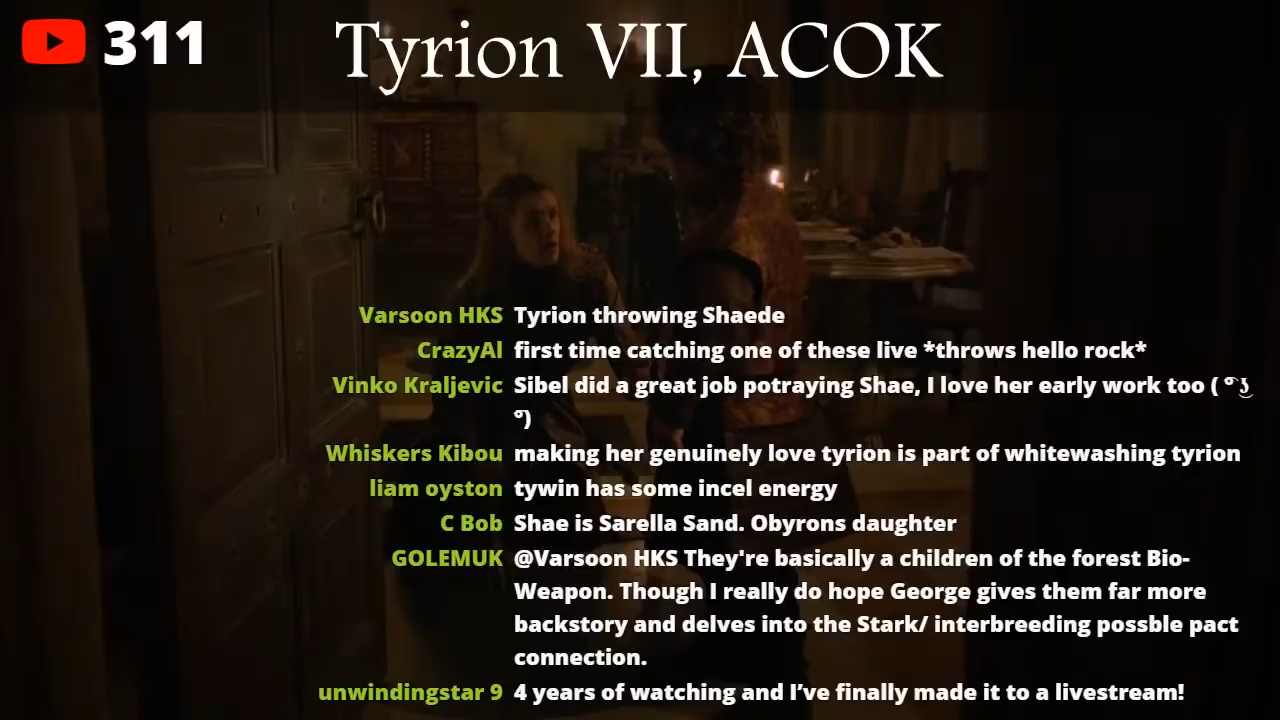 311
Tyrion VII, ACOK
Varsoon HKS Tyrion throwing Shaede
CrazyAl first time catching one of these live *throws hello rock*
Vinko Kraljevic Sibel did a great job potraying Shae, I love her early work too ( ͡° ͜ʖ
͡°)
Whiskers Kibou making her genuinely love tyrion is part of whitewashing tyrion
liam oyston tywin has some incel energy
C Bob Shae is Sarella Sand. Obyrons daughter
GOLEMUK @Varsoon HKS They're basically a children of the forest Bio-
Weapon. Though I really do hope George gives them far more
backstory and delves into the Stark/ interbreeding possble pact
connection.
unwindingstar 9 4 years of watching and I’ve finally made it to a livestream!